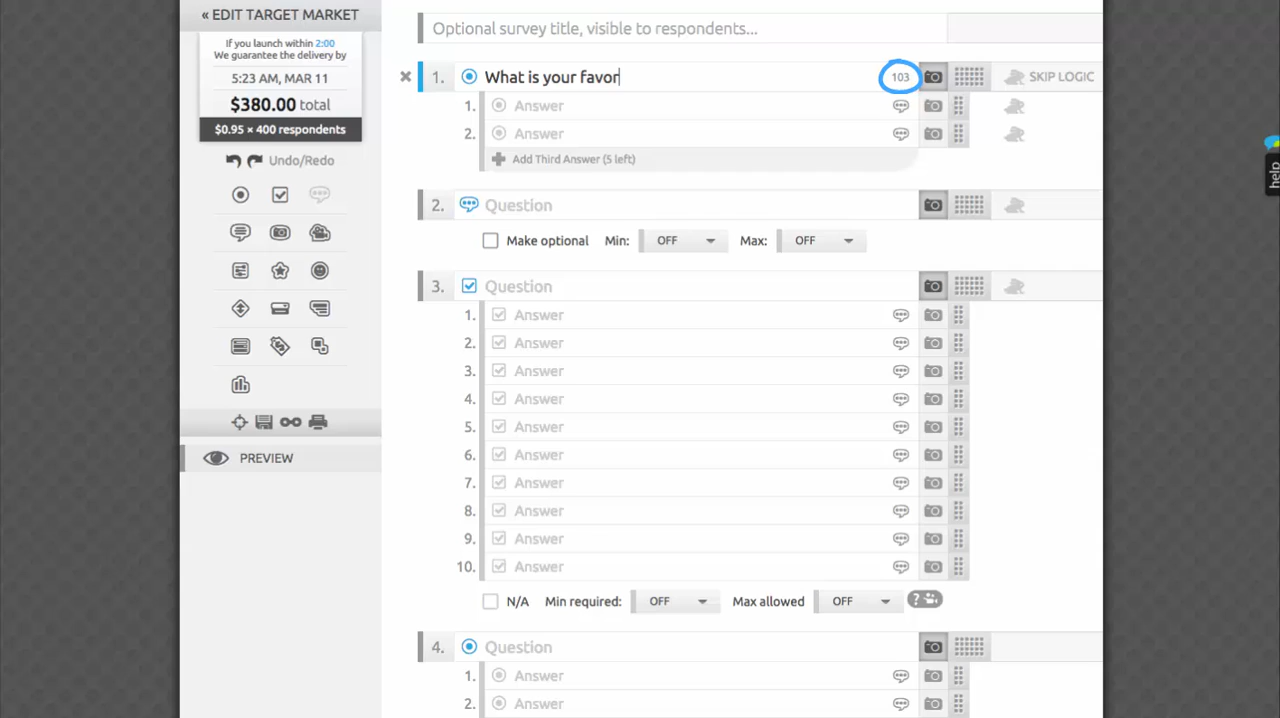 « EDIT TARGET MARKET
If you launch within 2:00
We guarantee the delivery by
5:23 AM, MAR 11
$380.00 total
$0.95 × 400 respondents
Undo/Redo
PREVIEW
Optional survey title, visible to respondents...
1. What is your favor 103 SKIP LOGIC
1. Answer
2. Answer
Add Third Answer (5 left)
2. Question
Make optional Min: OFF Max: OFF
3. Question
1. Answer
2. Answer
3. Answer
4. Answer
5. Answer
6. Answer
7. Answer
8. Answer
9. Answer
10. Answer
N/A Min required: OFF Max allowed OFF ?
4. Question
1. Answer
2. Answer
help